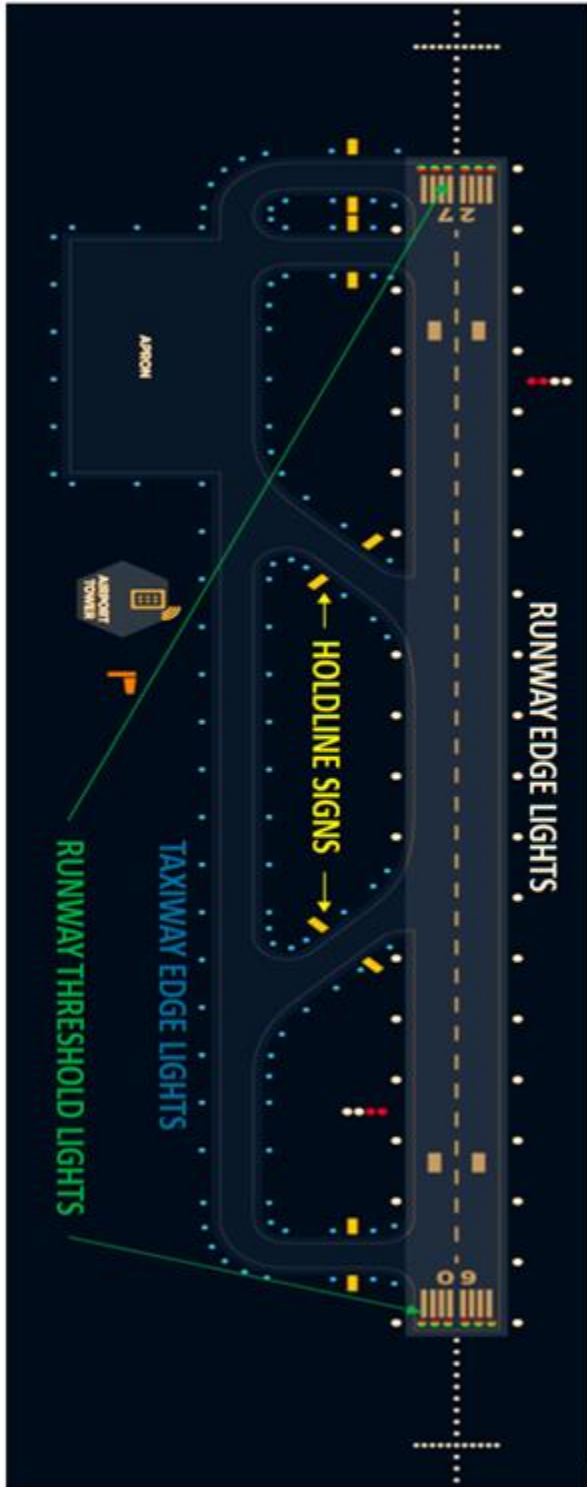 RUNWAY EDGE LIGHTS
27
09
HOLDLINE SIGNS
APRON
AIRPORT
TOWER
TAXIWAY EDGE LIGHTS
RUNWAY THRESHOLD LIGHTS